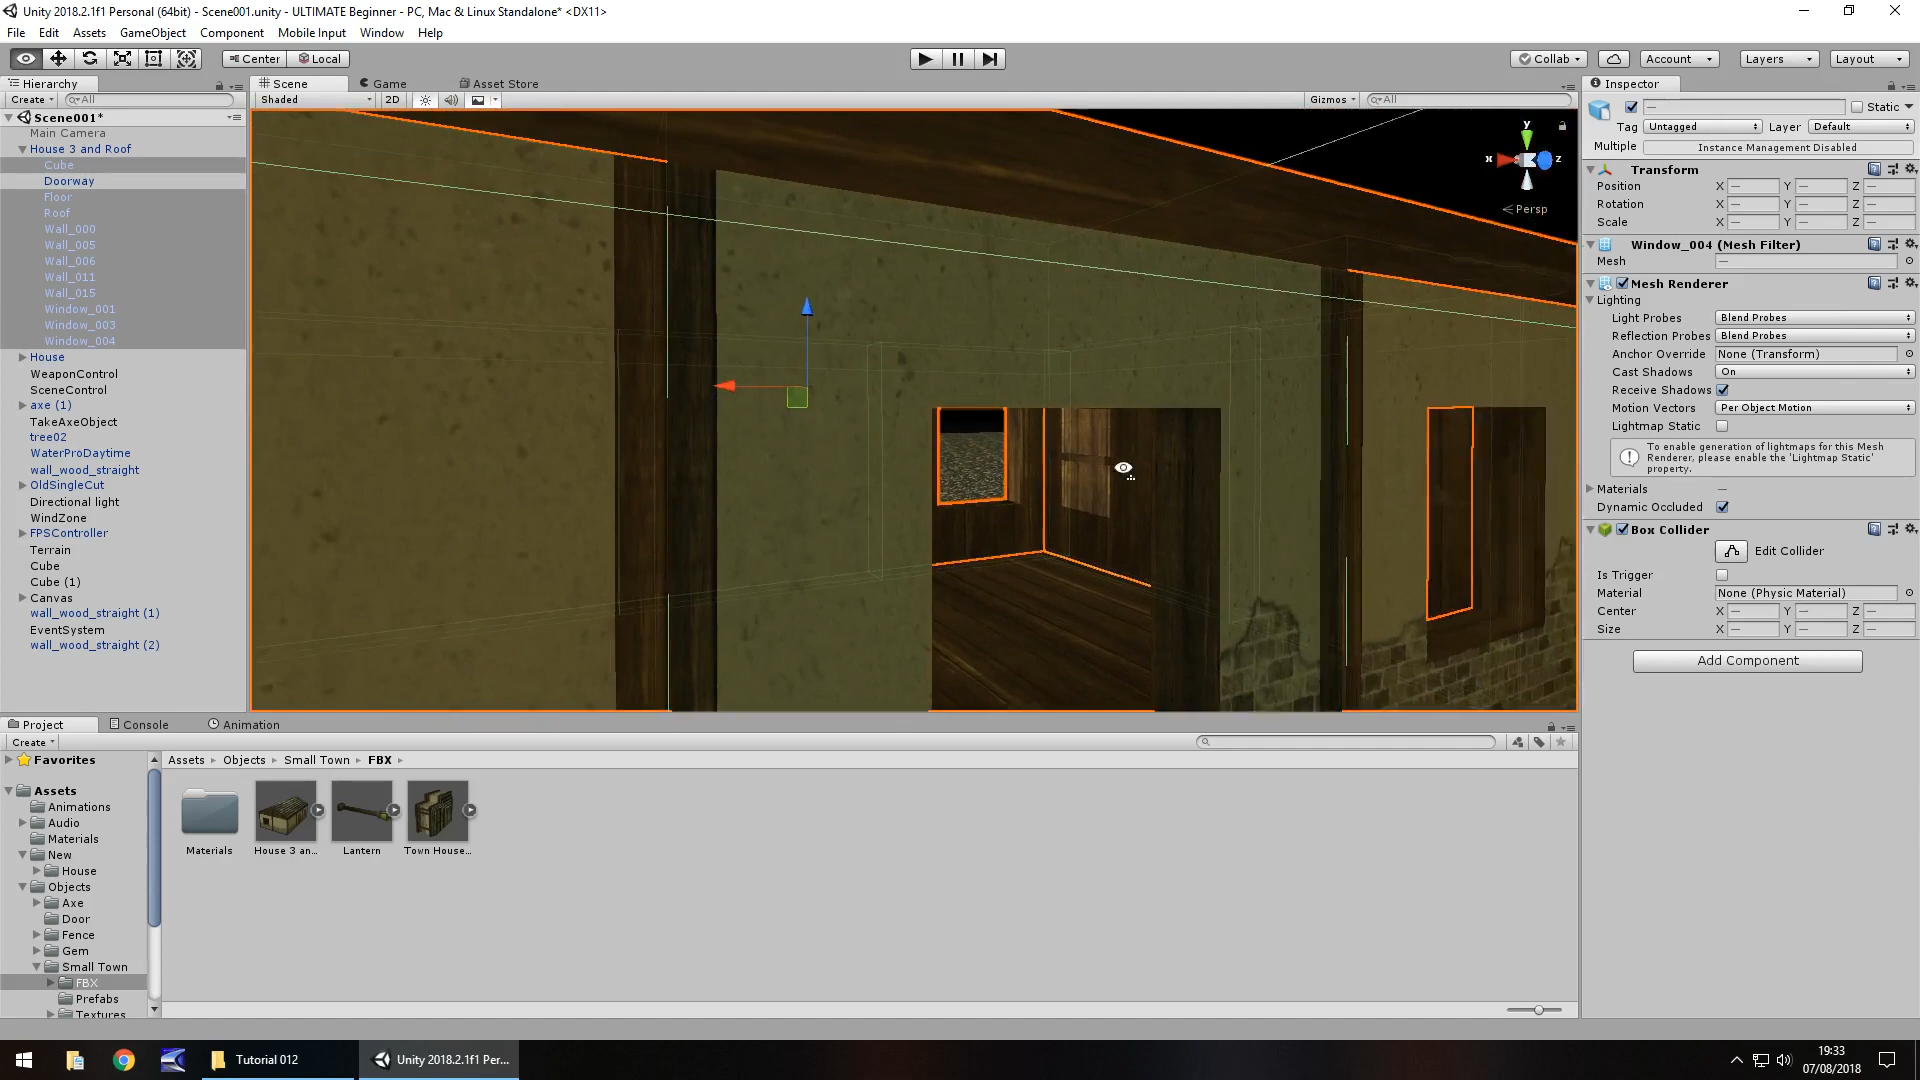 Unity 2018.2.1f1 Personal (64bit) - Scene001.unity - ULTIMATE Beginner - PC, Mac & Linux Standalone* <DX11>
File Edit Assets GameObject Component Mobile Input Window Help
Center Local Collab Account Layers Layout
Hierarchy
Create All
Scene001*
Main Camera
House 3 and Roof
Cube
Doorway
Floor
Roof
Wall_000
Wall_005
Wall_006
Wall_011
Wall_015
Window_001
Window_003
Window_004
House
WeaponControl
SceneControl
axe (1)
TakeAxeObject
tree02
WaterProDaytime
wall_wood_straight
OldSingleCut
Directional light
WindZone
FPSController
Terrain
Cube
Cube (1)
Canvas
wall_wood_straight (1)
EventSystem
wall_wood_straight (2)
Scene Game Asset Store
Shaded 2D Gizmos All
y
x z
Persp
Inspector
— Static
Tag Untagged Layer Default
Multiple Instance Management Disabled
Transform
Position X — Y — Z —
Rotation X — Y — Z —
Scale X — Y — Z —
Window_004 (Mesh Filter)
Mesh —
Mesh Renderer
Lighting
Light Probes Blend Probes
Reflection Probes Blend Probes
Anchor Override None (Transform)
Cast Shadows On
Receive Shadows
Motion Vectors Per Object Motion
Lightmap Static
To enable generation of lightmaps for this Mesh
Renderer, please enable the 'Lightmap Static'
property.
Materials —
Dynamic Occluded
Box Collider
Edit Collider
Is Trigger
Material None (Physic Material)
Center X — Y — Z —
Size X — Y — Z —
Add Component
Project Console Animation
Create
Favorites
Assets
Animations
Audio
Materials
New
House
Objects
Axe
Door
Fence
Gem
Small Town
FBX
Prefabs
Textures
Assets Objects Small Town FBX
Materials House 3 an... Lantern Town House...
Tutorial 012 Unity 2018.2.1f1 Per...
19:33
07/08/2018